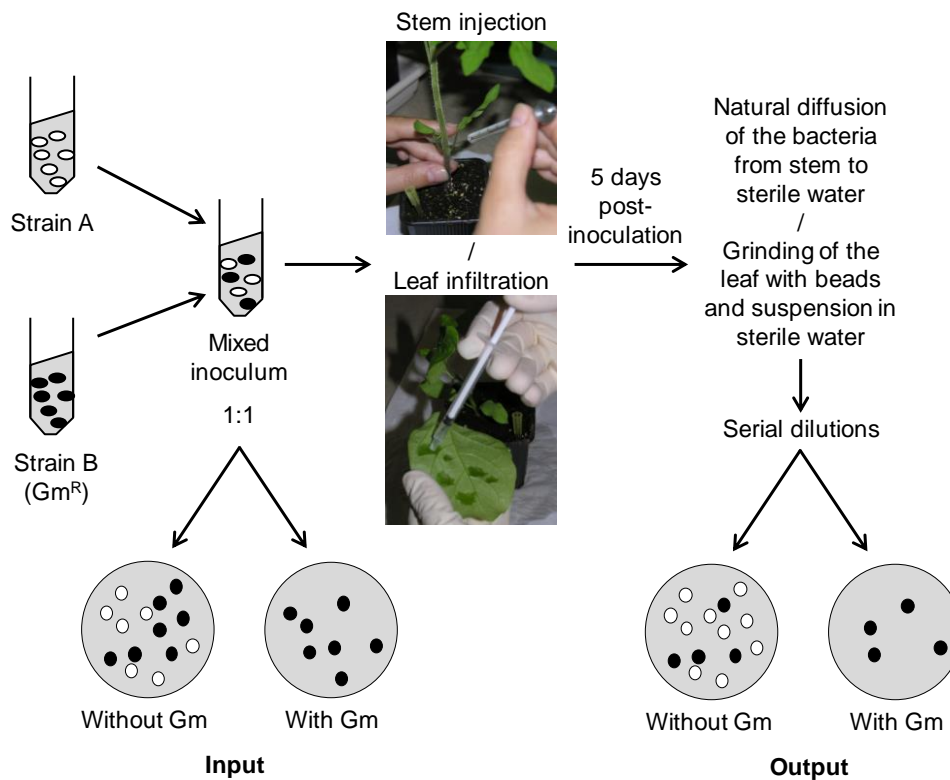 Stem injection
Strain A
Strain B
(Gmᴿ)
Mixed
inoculum
1:1
/
Leaf infiltration
5 days
post-
inoculation
Natural diffusion
of the bacteria
from stem to
sterile water
/
Grinding of the
leaf with beads
and suspension in
sterile water
Serial dilutions
Without Gm
With Gm
Input
Without Gm
With Gm
Output